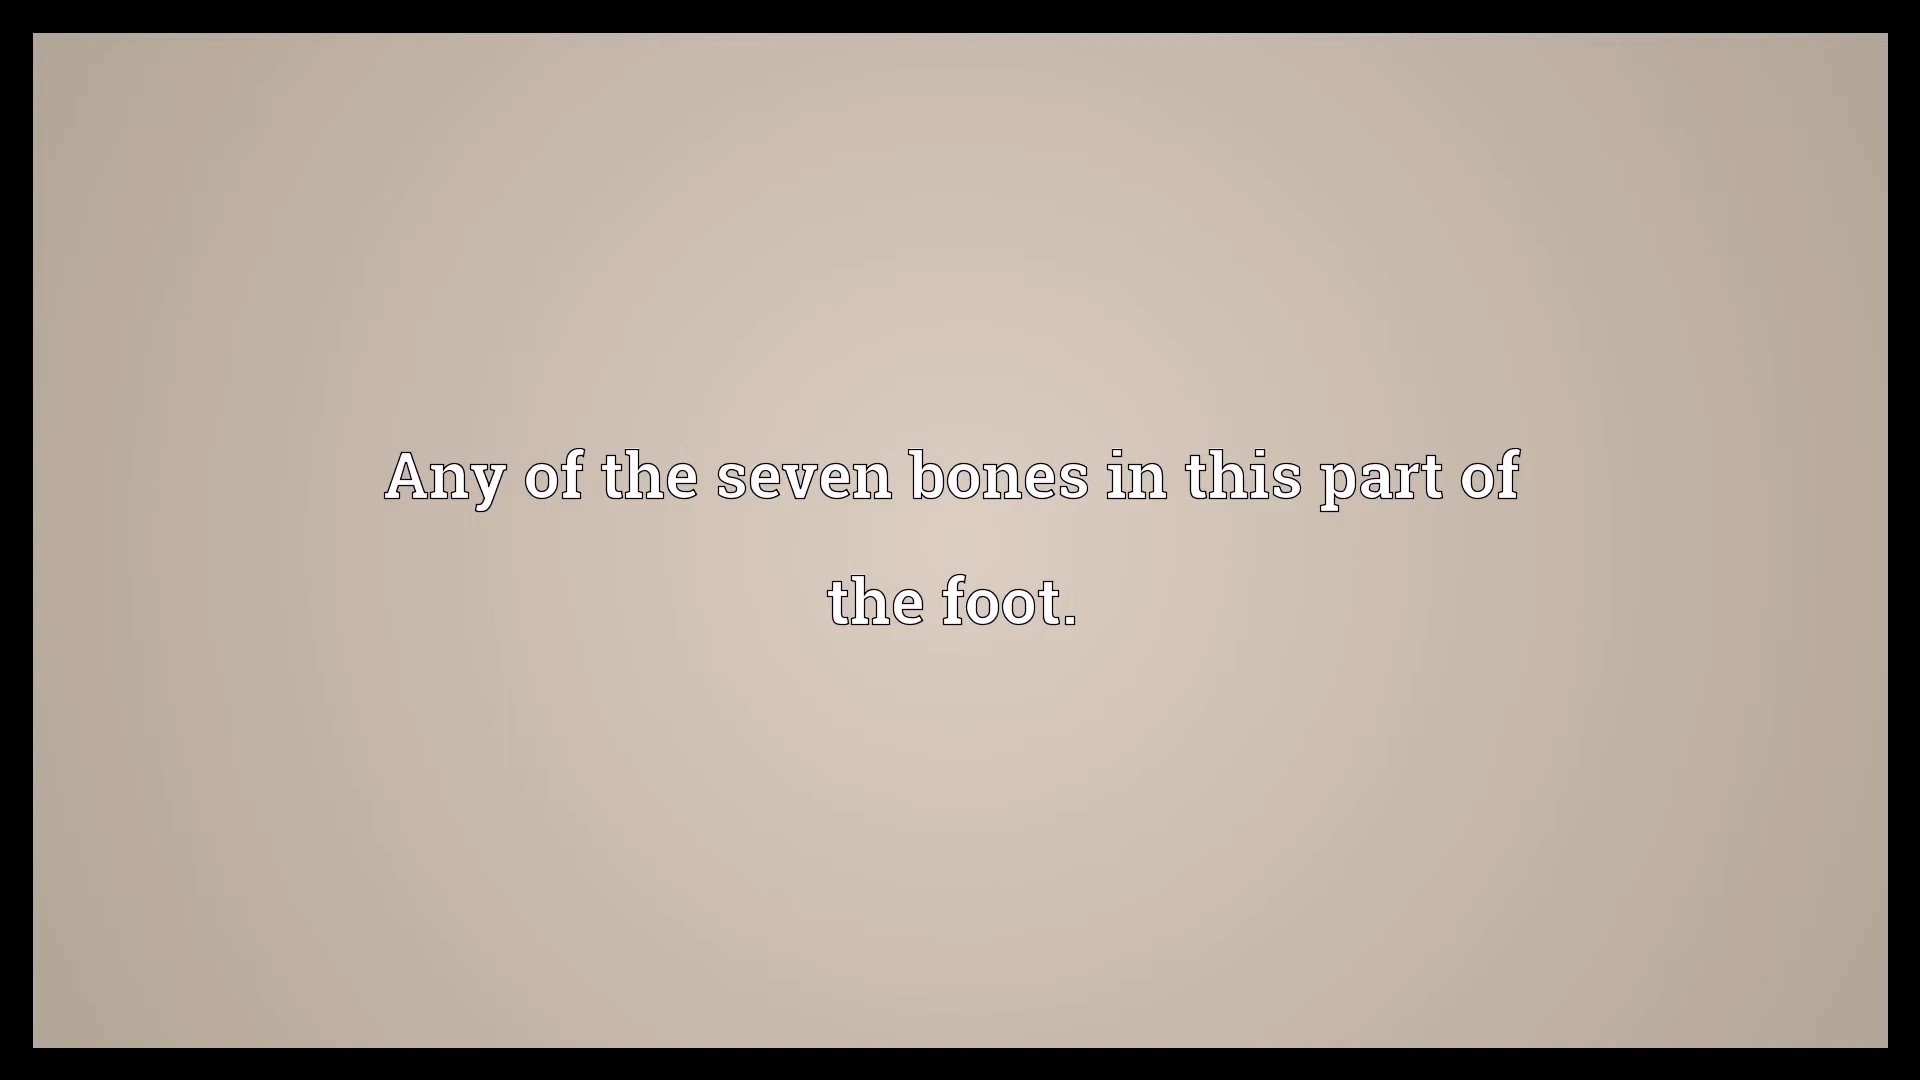 Any of the seven bones in this part of
the foot.